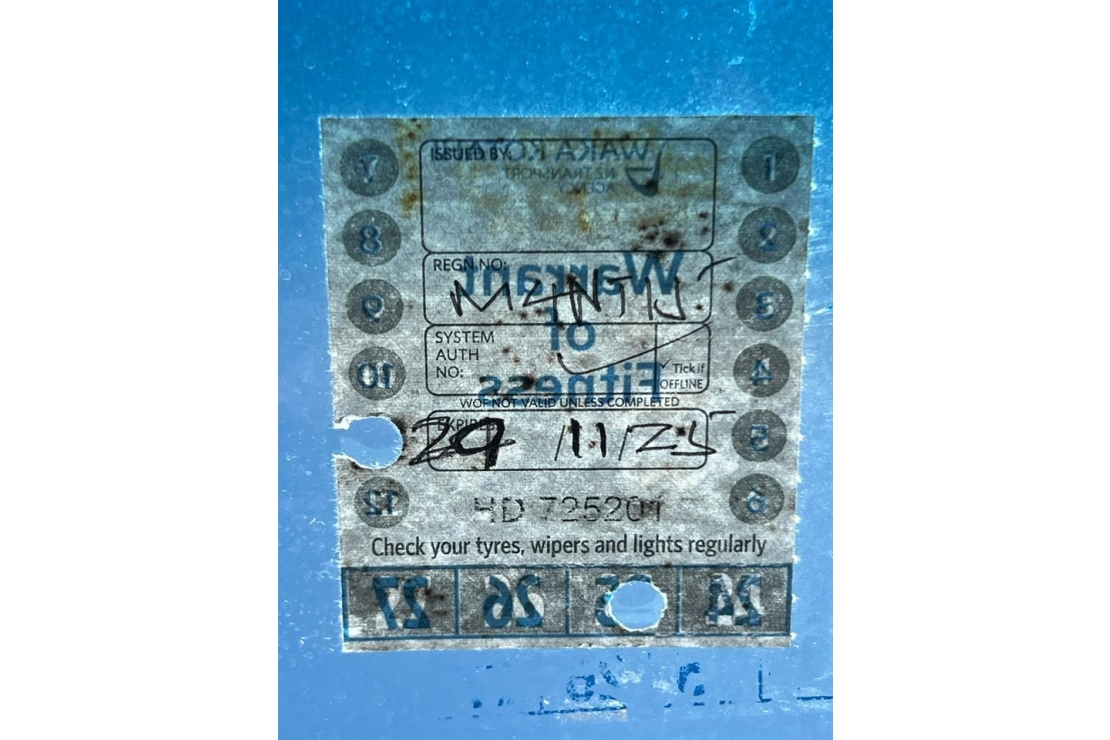 ISSUED BY:
WAKA KOTAHI
NZ TRANSPORT
AGENCY
1
2
3
4
5
6
7
8
9
10
12
REGN NO:
Warrant
of
Fitness
SYSTEM
AUTH
NO:
✓ Tick if
OFFLINE
WOF NOT VALID UNLESS COMPLETED
EXPIRES:
29/11/25
HD 725201
Check your tyres, wipers and lights regularly
27 26 24